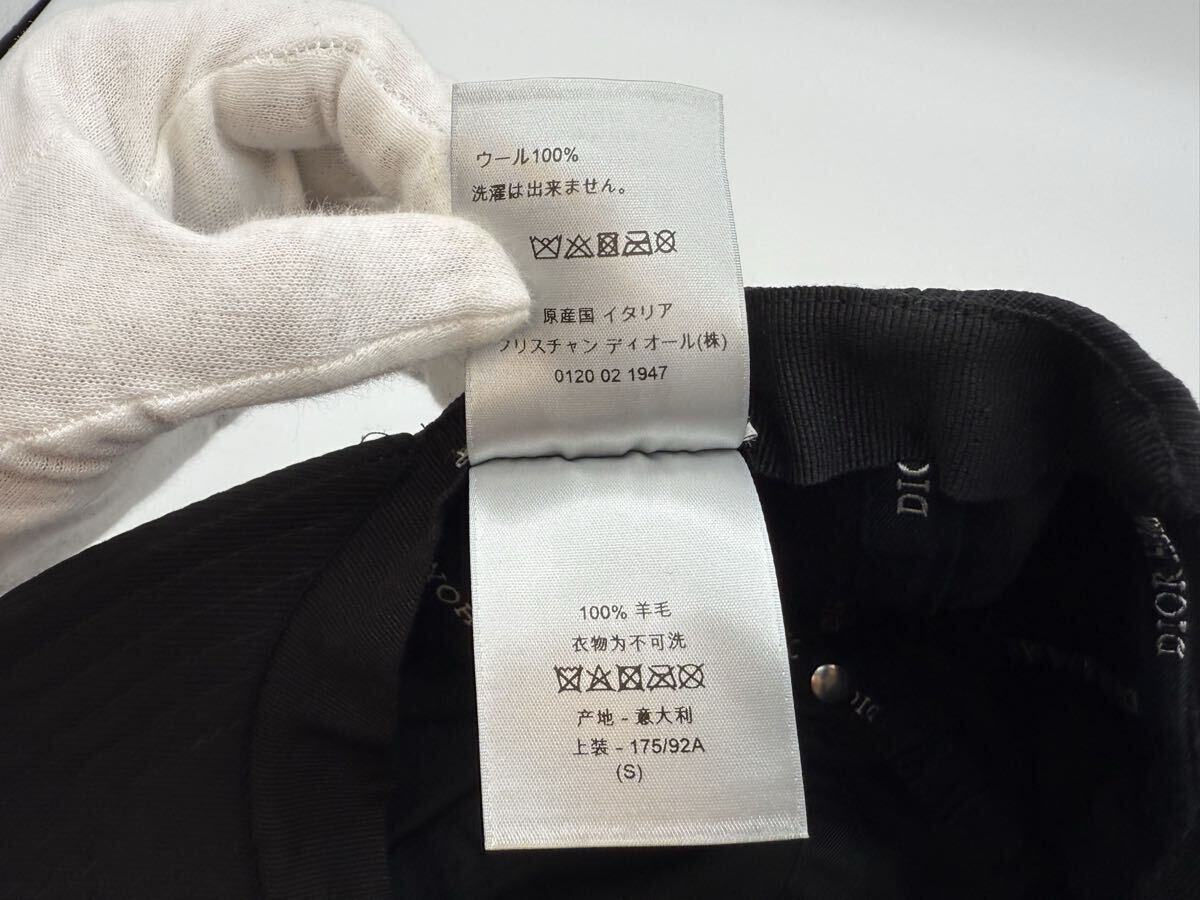 ウール100%
洗濯は出来ません。
原産国 イタリア
リスチャン ディオール(株)
0120 02 1947
100% 羊毛
衣物为不可洗
产地 - 意大利
上装 - 175/92A
(S)
DIO
DIOR